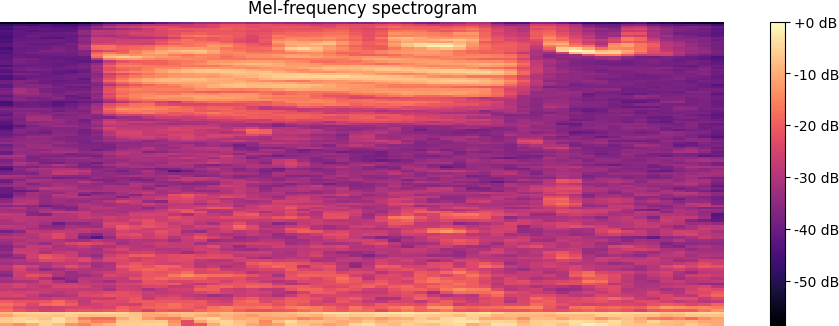 Mel-frequency spectrogram
+0 dB
-10 dB
-20 dB
-30 dB
-40 dB
-50 dB